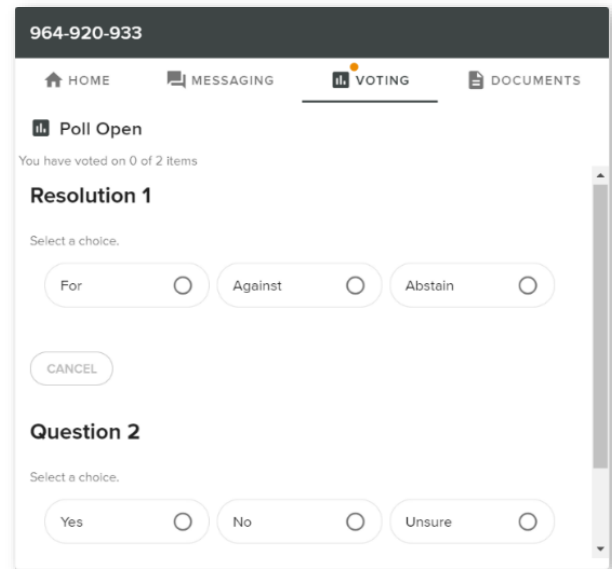 964-920-933
HOME MESSAGING VOTING DOCUMENTS
Poll Open
You have voted on 0 of 2 items
Resolution 1
Select a choice.
For Against Abstain
CANCEL
Question 2
Select a choice.
Yes No Unsure